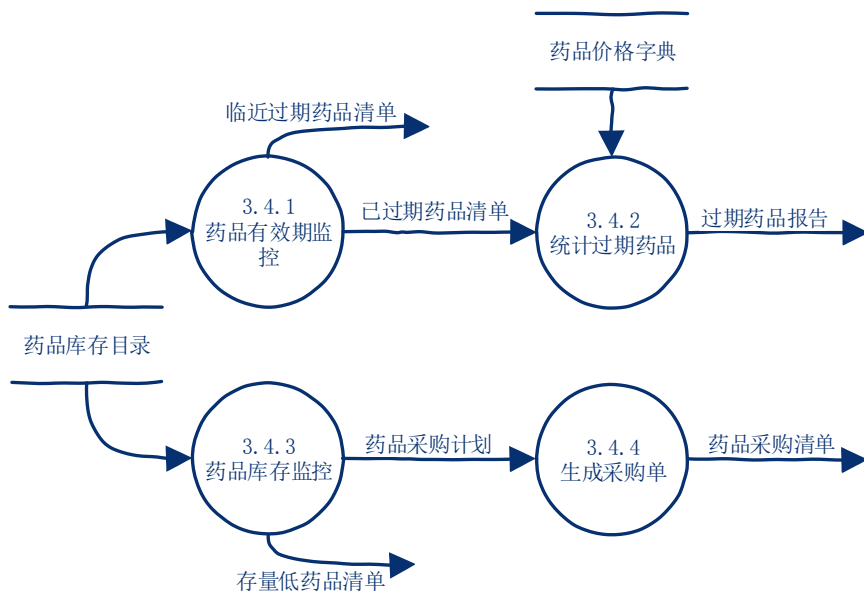 药品价格字典
临近过期药品清单
3.4.1
药品有效期监
控
已过期药品清单
3.4.2
统计过期药品
过期药品报告
药品库存目录
3.4.3
药品库存监控
药品采购计划
3.4.4
生成采购单
药品采购清单
存量低药品清单